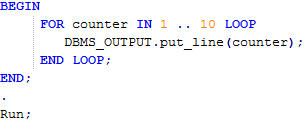 BEGIN
FOR counter IN 1 .. 10 LOOP
DBMS_OUTPUT.put_line(counter);
END LOOP;
END;
.
Run;